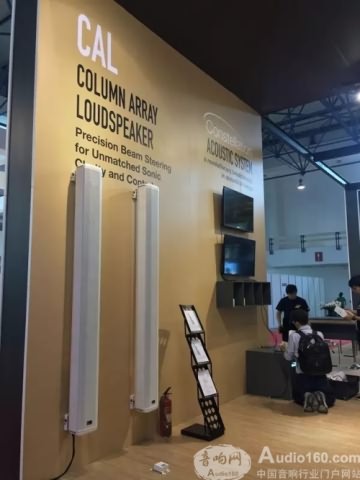 CAL
COLUMN ARRAY
LOUDSPEAKER
Precision Beam Steering
for Unmatched Sonic
Clarity and Control
Constellation
ACOUSTIC SYSTEM
音响网
Audio160.com
中国音响行业门户网站